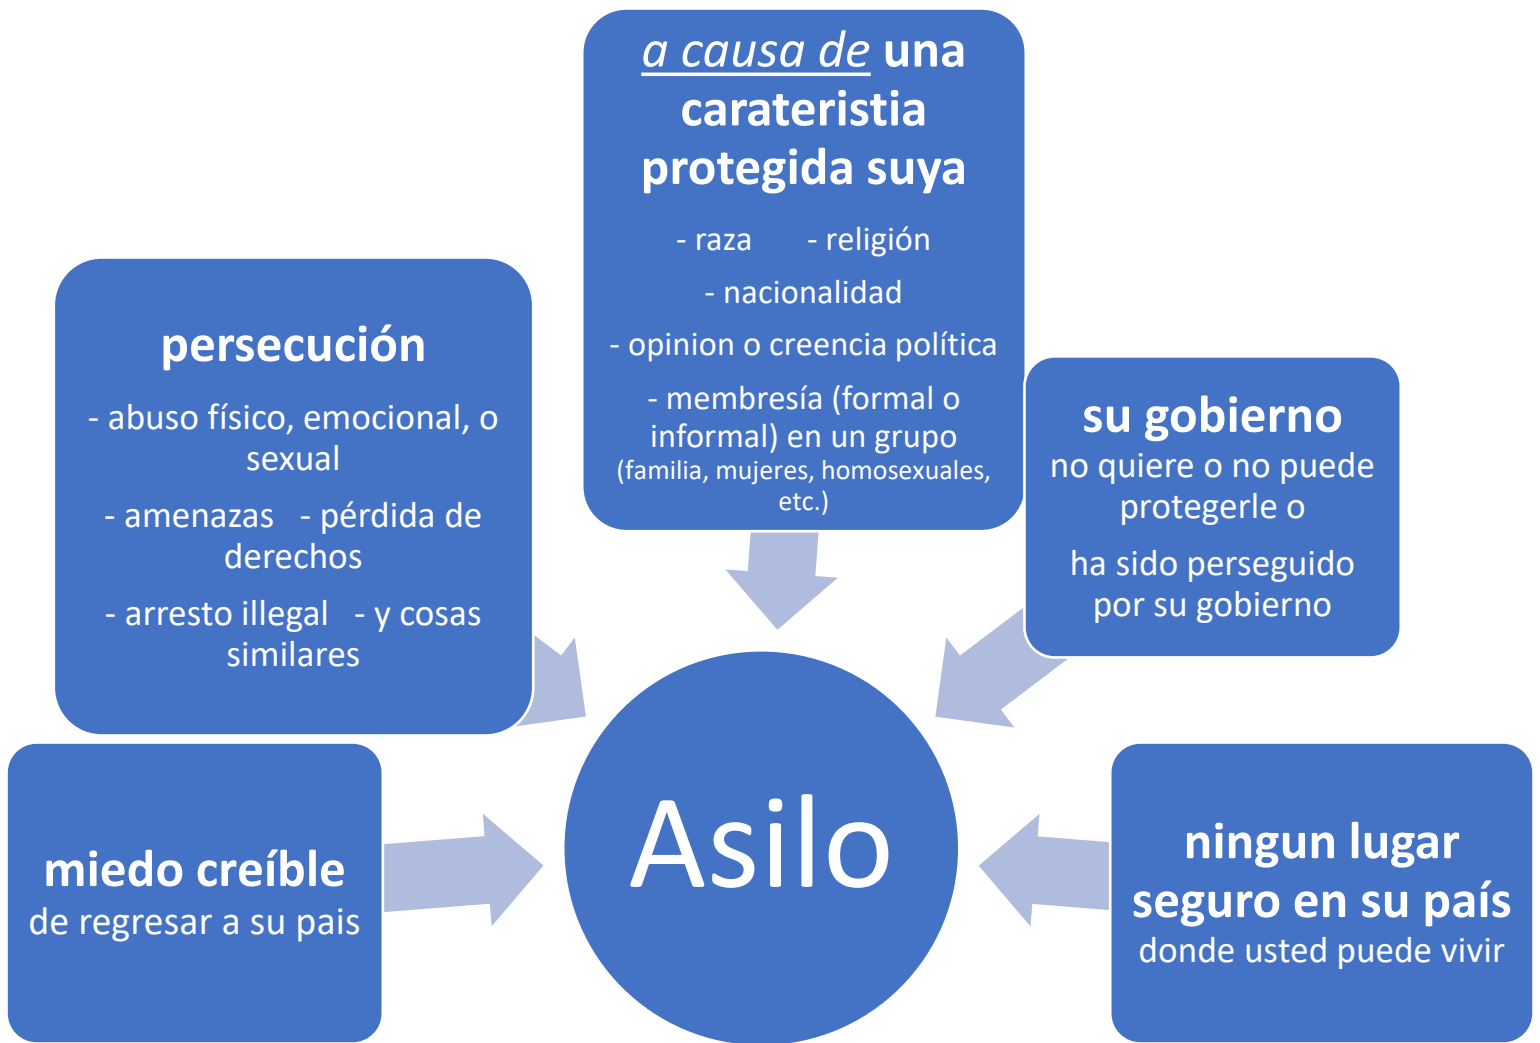 miedo creíble
de regresar a su pais
persecución
- abuso físico, emocional, o
sexual
- amenazas - pérdida de
derechos
- arresto illegal - y cosas
similares
a causa de una
carateristia
protegida suya
- raza - religión
- nacionalidad
- opinion o creencia política
- membresía (formal o
informal) en un grupo
(familia, mujeres, homosexuales,
etc.)
su gobierno
no quiere o no puede
protegerle o
ha sido perseguido
por su gobierno
ningun lugar
seguro en su país
donde usted puede vivir
Asilo